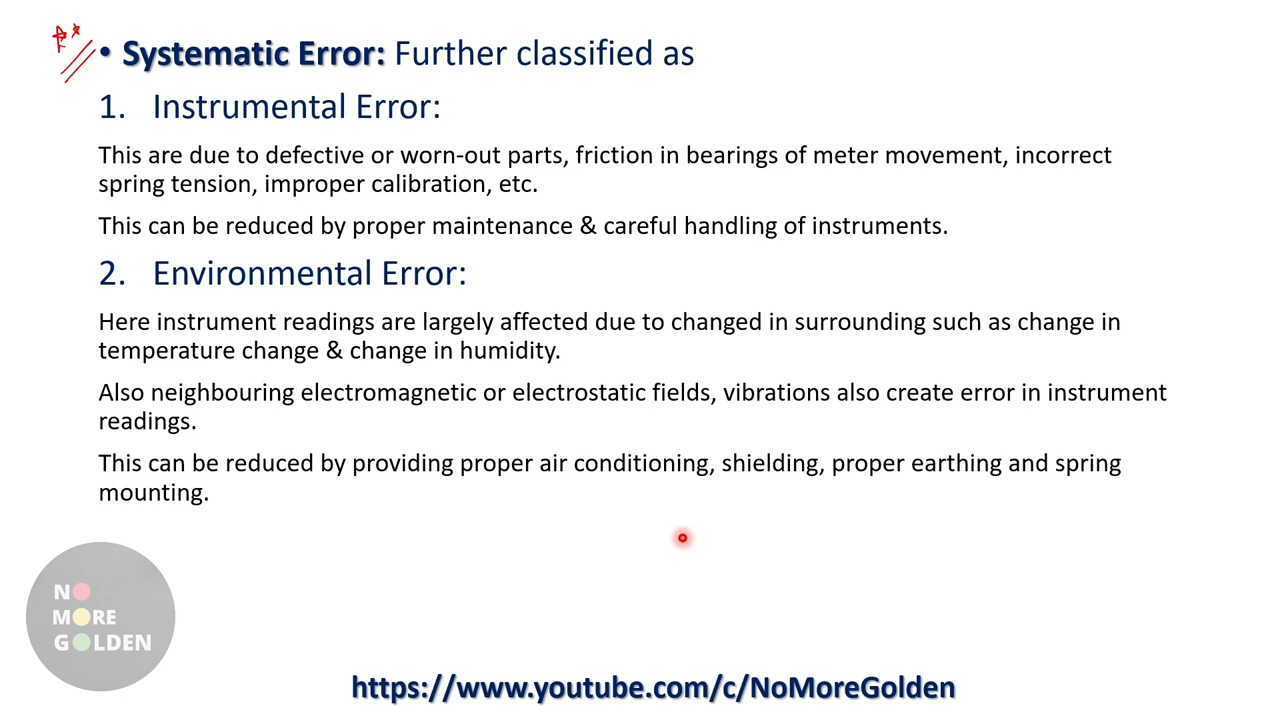 • Systematic Error: Further classified as
1. Instrumental Error:
This are due to defective or worn-out parts, friction in bearings of meter movement, incorrect
spring tension, improper calibration, etc.
This can be reduced by proper maintenance & careful handling of instruments.
2. Environmental Error:
Here instrument readings are largely affected due to changed in surrounding such as change in
temperature change & change in humidity.
Also neighbouring electromagnetic or electrostatic fields, vibrations also create error in instrument
readings.
This can be reduced by providing proper air conditioning, shielding, proper earthing and spring
mounting.
NO
MORE
GOLDEN
https://www.youtube.com/c/NoMoreGolden